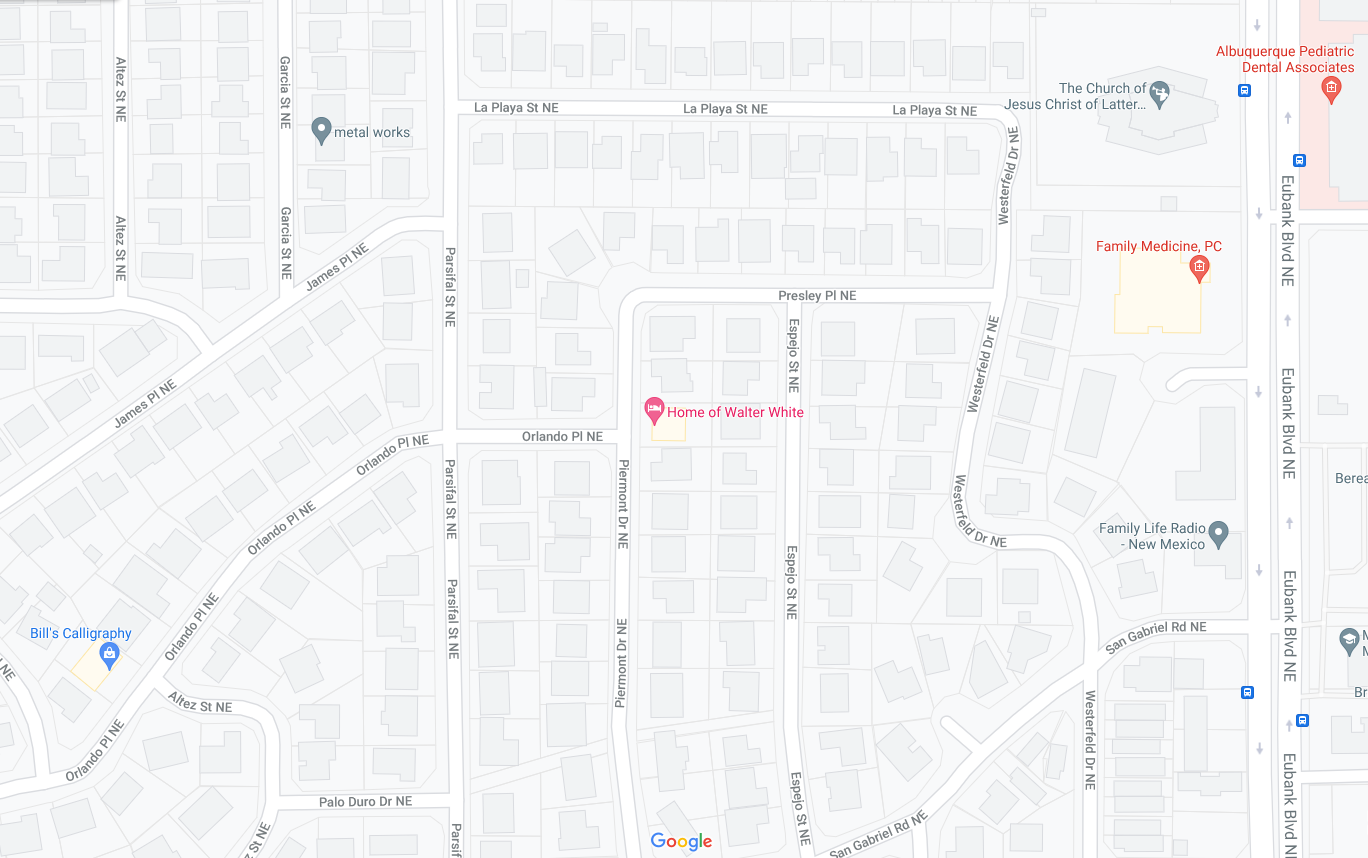 Albuquerque Pediatric
Dental Associates
Altez St NE
Garcia St NE
The Church of
Jesus Christ of Latter...
La Playa St NE
La Playa St NE
La Playa St NE
metal works
Westerfeld Dr NE
Eubank Blvd NE
Altez St NE
Garcia St NE
James Pl NE
Family Medicine, PC
Parsifal St NE
Presley Pl NE
Espejo St NE
Westerfeld Dr NE
James Pl NE
Eubank Blvd NE
Home of Walter White
Orlando Pl NE
Orlando Pl NE
Parsifal St NE
Piermont Dr NE
Westerfeld Dr NE
Berea
Orlando Pl NE
Family Life Radio
- New Mexico
Espejo St NE
Orlando Pl NE
Parsifal St NE
Eubank Blvd NE
San Gabriel Rd NE
Bill's Calligraphy
Piermont Dr NE
M
M
l NE
Altez St NE
Br
Westerfeld Dr NE
Orlando Pl NE
Espejo St NE
Eubank Blvd N
Palo Duro Dr NE
z St NE
Parsif
San Gabriel Rd NE
Google